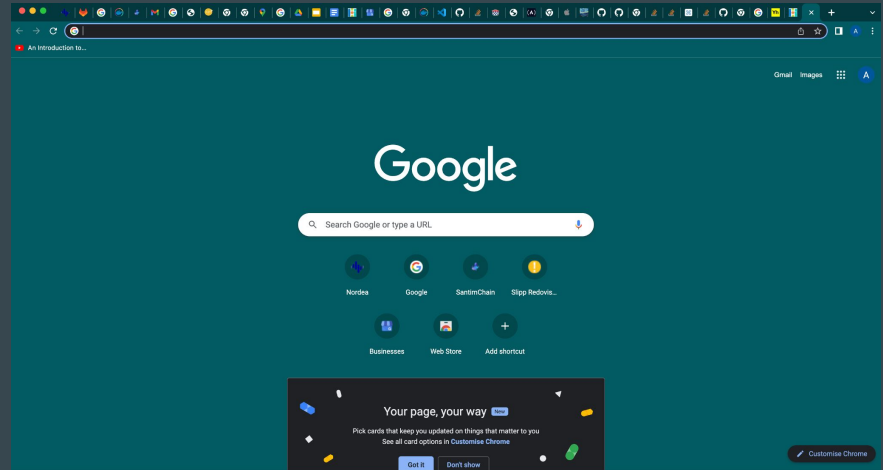 An Introduction to...
Gmail Images
A
A
Google
Search Google or type a URL
Nordea Google SantimChain Slipp Redovis...
Businesses Web Store Add shortcut
Your page, your way New
Pick cards that keep you updated on things that matter to you
See all card options in Customise Chrome
Got it Don't show
Customise Chrome